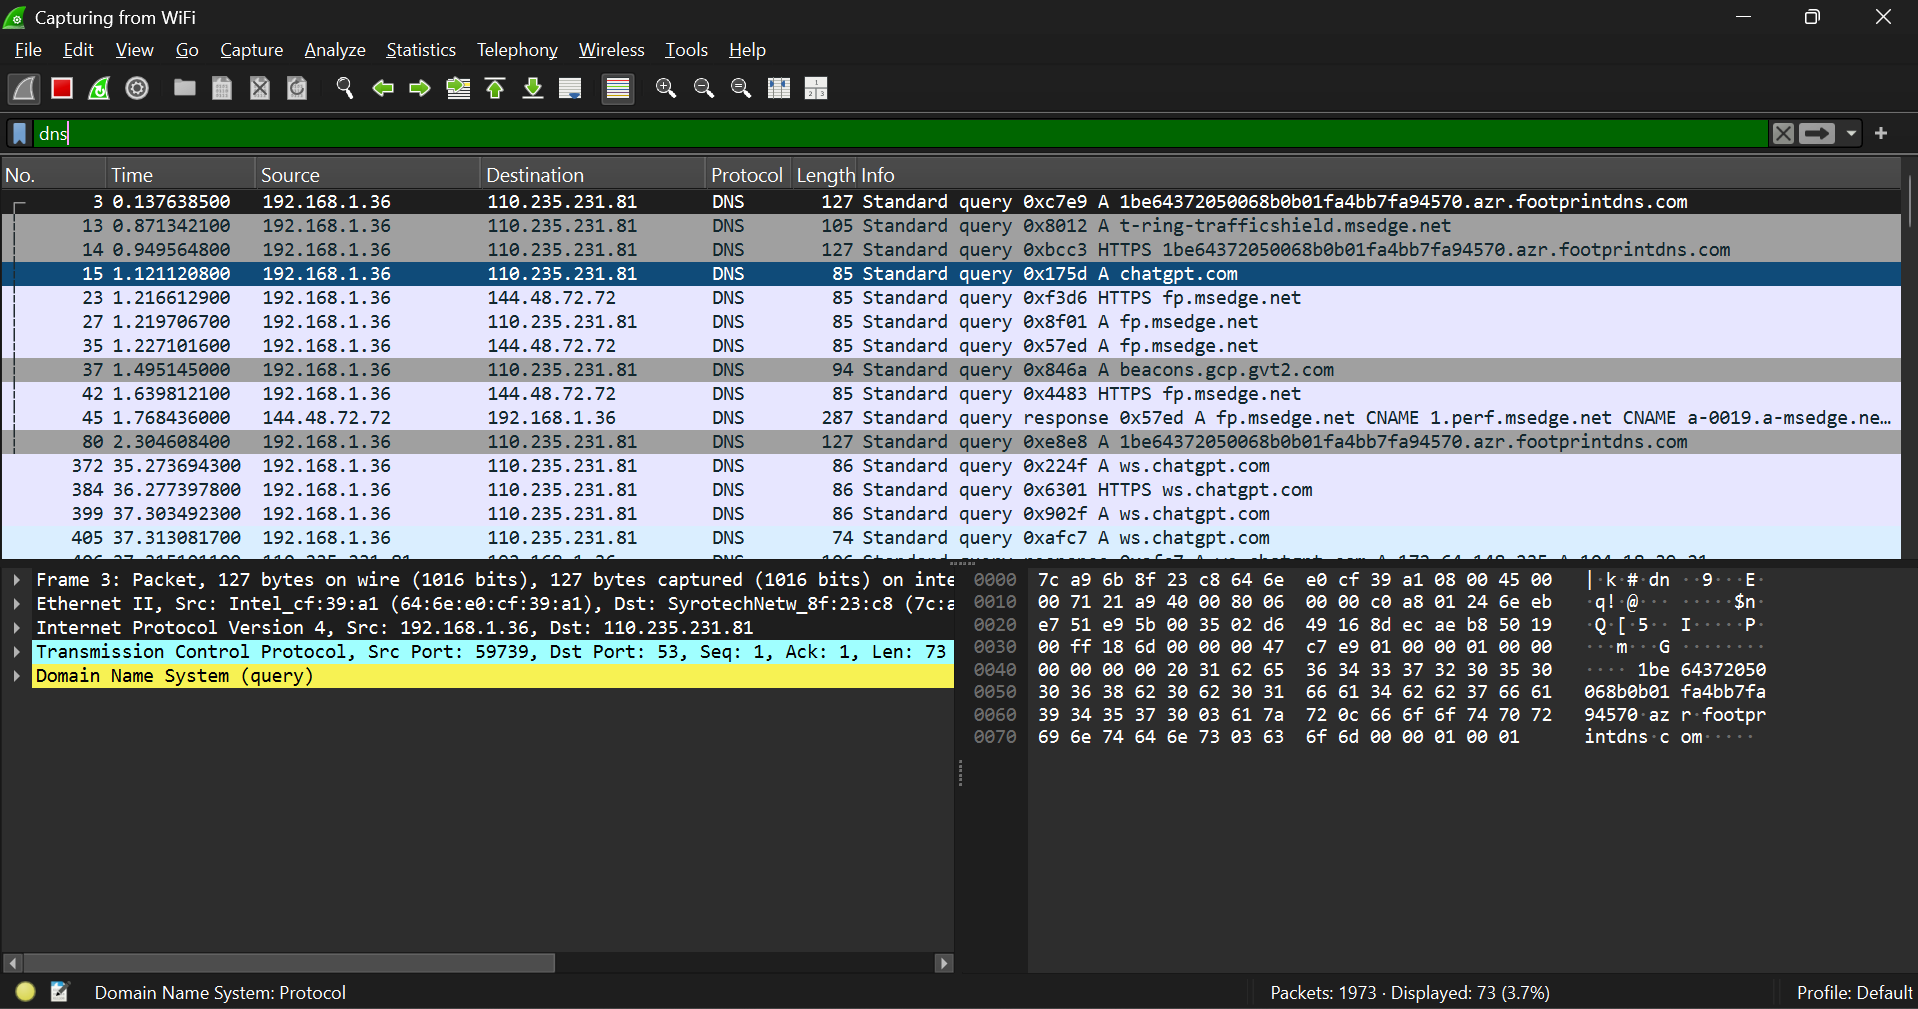 Capturing from WiFi
File Edit View Go Capture Analyze Statistics Telephony Wireless Tools Help
dns
No. Time Source Destination Protocol Length Info
3 0.137638500 192.168.1.36 110.235.231.81 DNS 127 Standard query 0xc7e9 A 1be64372050068b0b01fa4bb7fa94570.azr.footprintdns.com
13 0.871342100 192.168.1.36 110.235.231.81 DNS 105 Standard query 0x8012 A t-ring-trafficshield.msedge.net
14 0.949564800 192.168.1.36 110.235.231.81 DNS 127 Standard query 0xbcc3 HTTPS 1be64372050068b0b01fa4bb7fa94570.azr.footprintdns.com
15 1.121120800 192.168.1.36 110.235.231.81 DNS 85 Standard query 0x175d A chatgpt.com
23 1.216612900 192.168.1.36 144.48.72.72 DNS 85 Standard query 0xf3d6 HTTPS fp.msedge.net
27 1.219706700 192.168.1.36 110.235.231.81 DNS 85 Standard query 0x8f01 A fp.msedge.net
35 1.227101600 192.168.1.36 144.48.72.72 DNS 85 Standard query 0x57ed A fp.msedge.net
37 1.495145000 192.168.1.36 110.235.231.81 DNS 94 Standard query 0x846a A beacons.gcp.gvt2.com
42 1.639812100 192.168.1.36 144.48.72.72 DNS 85 Standard query 0x4483 HTTPS fp.msedge.net
45 1.768436000 144.48.72.72 192.168.1.36 DNS 287 Standard query response 0x57ed A fp.msedge.net CNAME 1.perf.msedge.net CNAME a-0019.a-msedge.ne…
80 2.304608400 192.168.1.36 110.235.231.81 DNS 127 Standard query 0xe8e8 A 1be64372050068b0b01fa4bb7fa94570.azr.footprintdns.com
372 35.273694300 192.168.1.36 110.235.231.81 DNS 86 Standard query 0x224f A ws.chatgpt.com
384 36.277397800 192.168.1.36 110.235.231.81 DNS 86 Standard query 0x6301 HTTPS ws.chatgpt.com
399 37.303492300 192.168.1.36 110.235.231.81 DNS 86 Standard query 0x902f A ws.chatgpt.com
405 37.313081700 192.168.1.36 110.235.231.81 DNS 74 Standard query 0xafc7 A ws.chatgpt.com
Frame 3: Packet, 127 bytes on wire (1016 bits), 127 bytes captured (1016 bits) on inte
Ethernet II, Src: Intel_cf:39:a1 (64:6e:e0:cf:39:a1), Dst: SyrotechNetw_8f:23:c8 (7c:a
Internet Protocol Version 4, Src: 192.168.1.36, Dst: 110.235.231.81
Transmission Control Protocol, Src Port: 59739, Dst Port: 53, Seq: 1, Ack: 1, Len: 73
Domain Name System (query)
0000 7c a9 6b 8f 23 c8 64 6e e0 cf 39 a1 08 00 45 00 |·k·#·dn ··9···E·
0010 00 71 21 a9 40 00 80 06 00 00 c0 a8 01 24 6e eb ·q!·@··· ·····$n·
0020 e7 51 e9 5b 00 35 02 d6 49 16 8d ec ae b8 50 19 ·Q·[·5·· I·····P·
0030 00 ff 18 6d 00 00 00 47 c7 e9 01 00 00 01 00 00 ···m···G ········
0040 00 00 00 00 20 31 62 65 36 34 33 37 32 30 35 30 ···· 1be 64372050
0050 30 36 38 62 30 62 30 31 66 61 34 62 62 37 66 61 068b0b01 fa4bb7fa
0060 39 34 35 37 30 03 61 7a 72 0c 66 6f 6f 74 70 72 94570·az r·footpr
0070 69 6e 74 64 6e 73 03 63 6f 6d 00 00 01 00 01 intdns·c om·····
Domain Name System: Protocol
Packets: 1973 · Displayed: 73 (3.7%)
Profile: Default